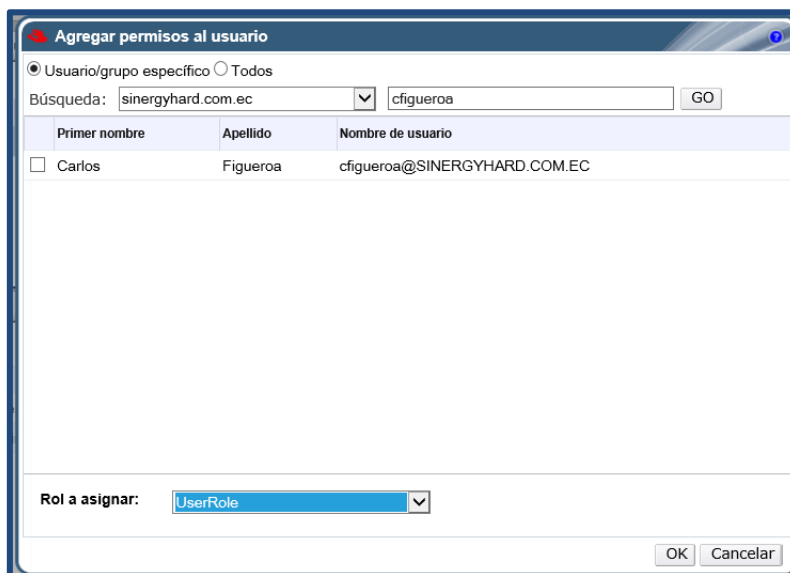 Agregar permisos al usuario
Usuario/grupo específico Todos
Búsqueda: sinergyhard.com.ec cfigueroa GO
Primer nombre Apellido Nombre de usuario
Carlos Figueroa cfigueroa@SINERGYHARD.COM.EC
Rol a asignar: UserRole
OK Cancelar